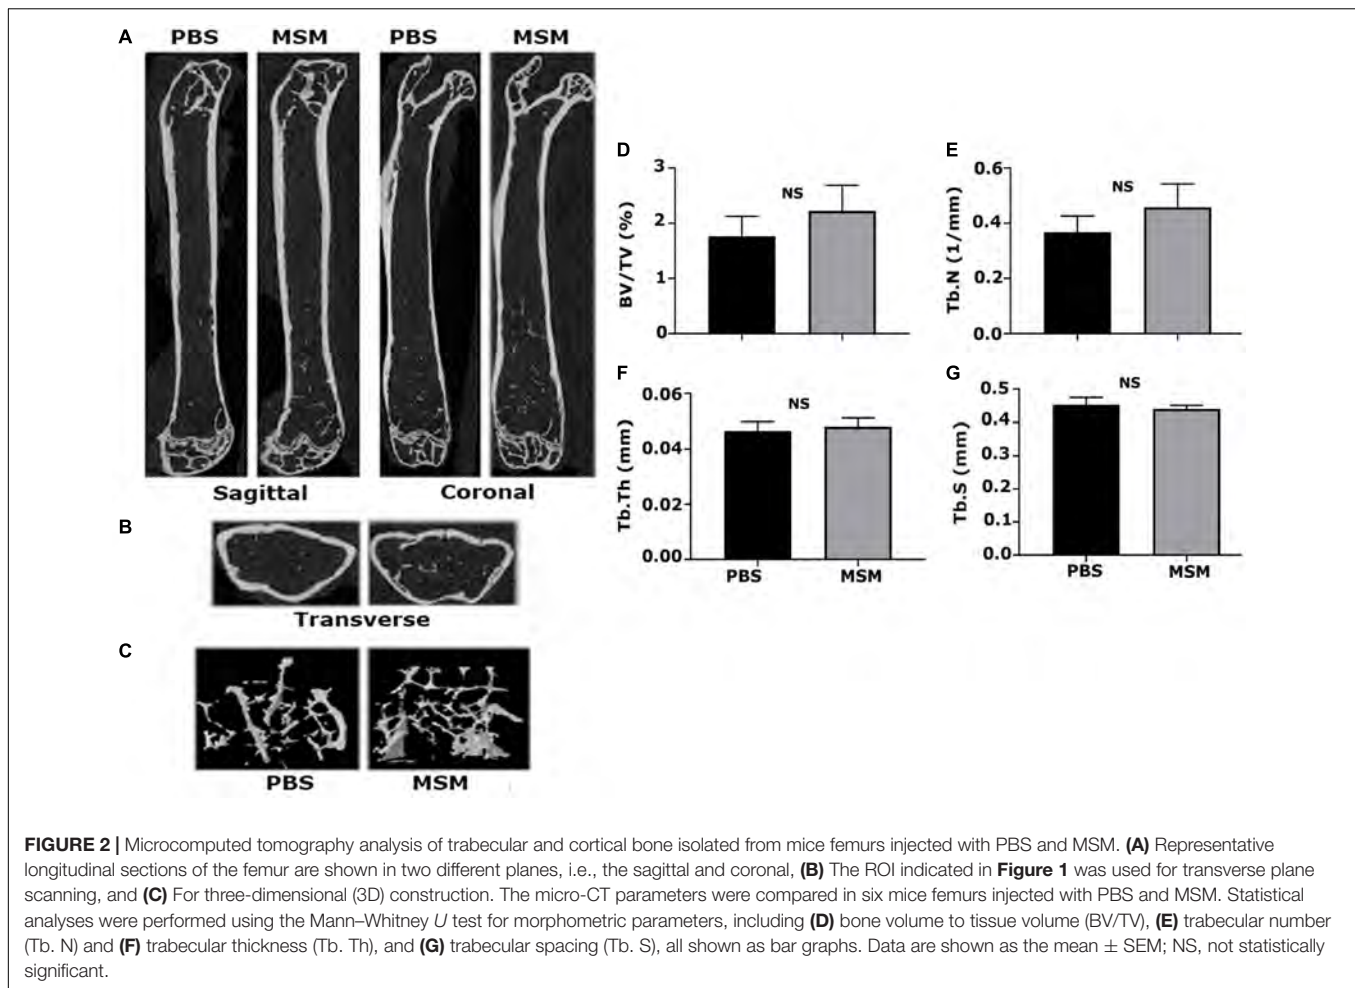 A
PBS MSM PBS MSM
Sagittal Coronal
B
Transverse
C
PBS MSM
D
BV/TV (%)
3
2
1
0
NS
E
Tb.N (1/mm)
0.6
0.4
0.2
0.0
NS
F
Tb.Th (mm)
0.06
0.04
0.02
0.00
NS
PBS MSM
G
Tb.S (mm)
0.5
0.4
0.3
0.2
0.1
0.0
NS
PBS MSM
FIGURE 2 | Microcomputed tomography analysis of trabecular and cortical bone isolated from mice femurs injected with PBS and MSM. (A) Representative
longitudinal sections of the femur are shown in two different planes, i.e., the sagittal and coronal, (B) The ROI indicated in Figure 1 was used for transverse plane
scanning, and (C) For three-dimensional (3D) construction. The micro-CT parameters were compared in six mice femurs injected with PBS and MSM. Statistical
analyses were performed using the Mann–Whitney U test for morphometric parameters, including (D) bone volume to tissue volume (BV/TV), (E) trabecular number
(Tb. N) and (F) trabecular thickness (Tb. Th), and (G) trabecular spacing (Tb. S), all shown as bar graphs. Data are shown as the mean ± SEM; NS, not statistically
significant.